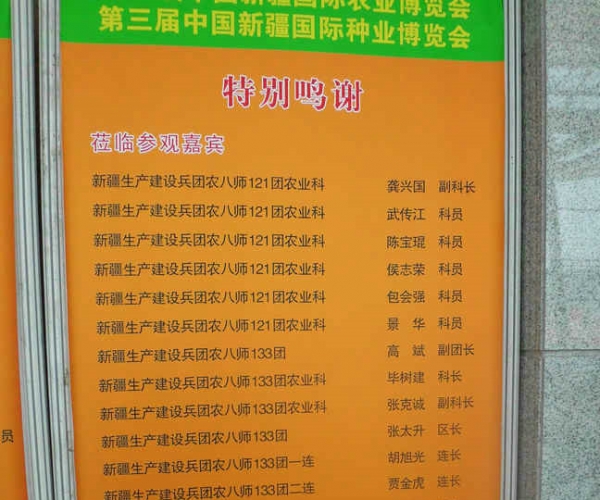 中国新疆国际农业博览会
第三届中国新疆国际种业博览会
特别鸣谢
莅临参观嘉宾
新疆生产建设兵团农八师121团农业科 龚兴国 副科长
新疆生产建设兵团农八师121团农业科 武传江 科员
新疆生产建设兵团农八师121团农业科 陈宝琨 科员
新疆生产建设兵团农八师121团农业科 侯志荣 科员
新疆生产建设兵团农八师121团农业科 包会强 科员
新疆生产建设兵团农八师121团农业科 景华 科员
新疆生产建设兵团农八师133团 高斌 副团长
新疆生产建设兵团农八师133团农业科 毕树建 科长
新疆生产建设兵团农八师133团农业科 张克诚 副科长
新疆生产建设兵团农八师133团 张太升 区长
新疆生产建设兵团农八师133团一连 胡旭光 连长
新疆生产建设兵团农八师133团二连 贾金虎 连长
员